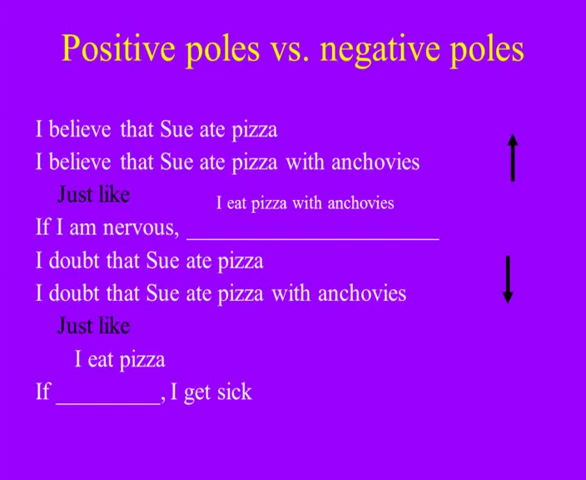 Positive poles vs. negative poles
I believe that Sue ate pizza
I believe that Sue ate pizza with anchovies
Just like
I eat pizza with anchovies
If I am nervous, _________________________
I doubt that Sue ate pizza
I doubt that Sue ate pizza with anchovies
Just like
I eat pizza
If __________, I get sick